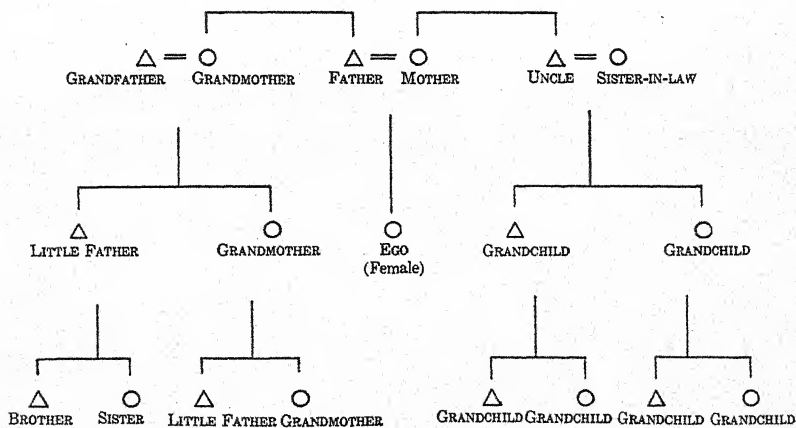 GRANDFATHER GRANDMOTHER FATHER MOTHER UNCLE SISTER-IN-LAW
LITTLE FATHER GRANDMOTHER EGO GRANDCHILD GRANDCHILD
(Female)
BROTHER SISTER LITTLE FATHER GRANDMOTHER GRANDCHILD GRANDCHILD GRANDCHILD GRANDCHILD